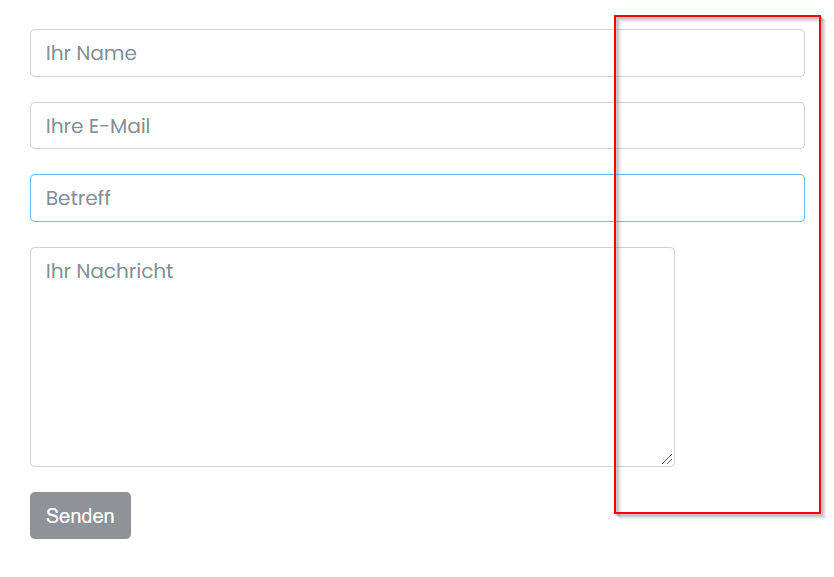 Ihr Name
Ihre E-Mail
Betreff
Ihr Nachricht
Senden